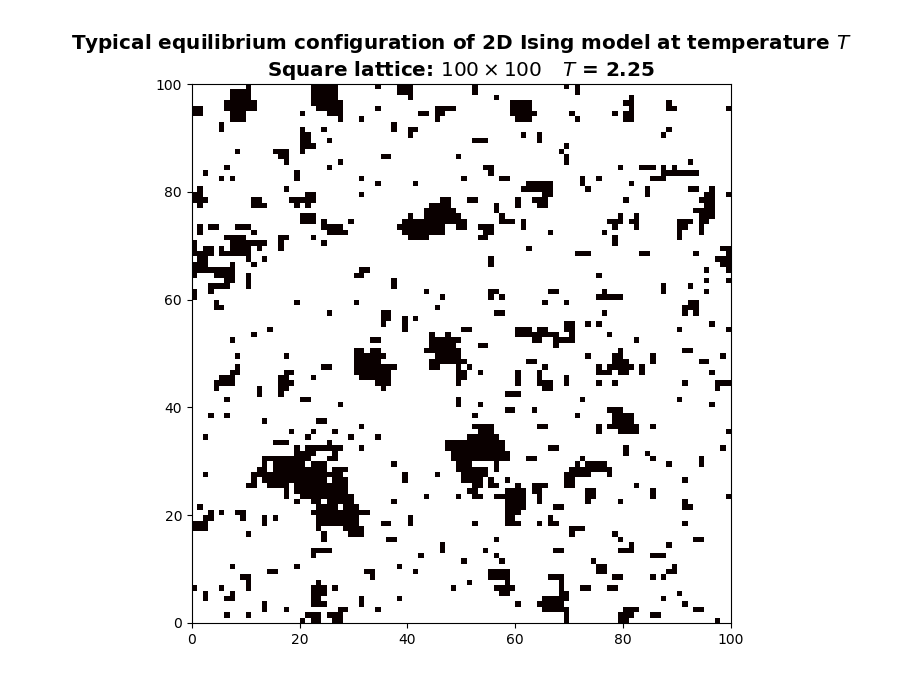 Typical equilibrium configuration of 2D Ising model at temperature T
Square lattice: 100 × 100 T = 2.25
100
80
60
40
20
0
0 20 40 60 80 100